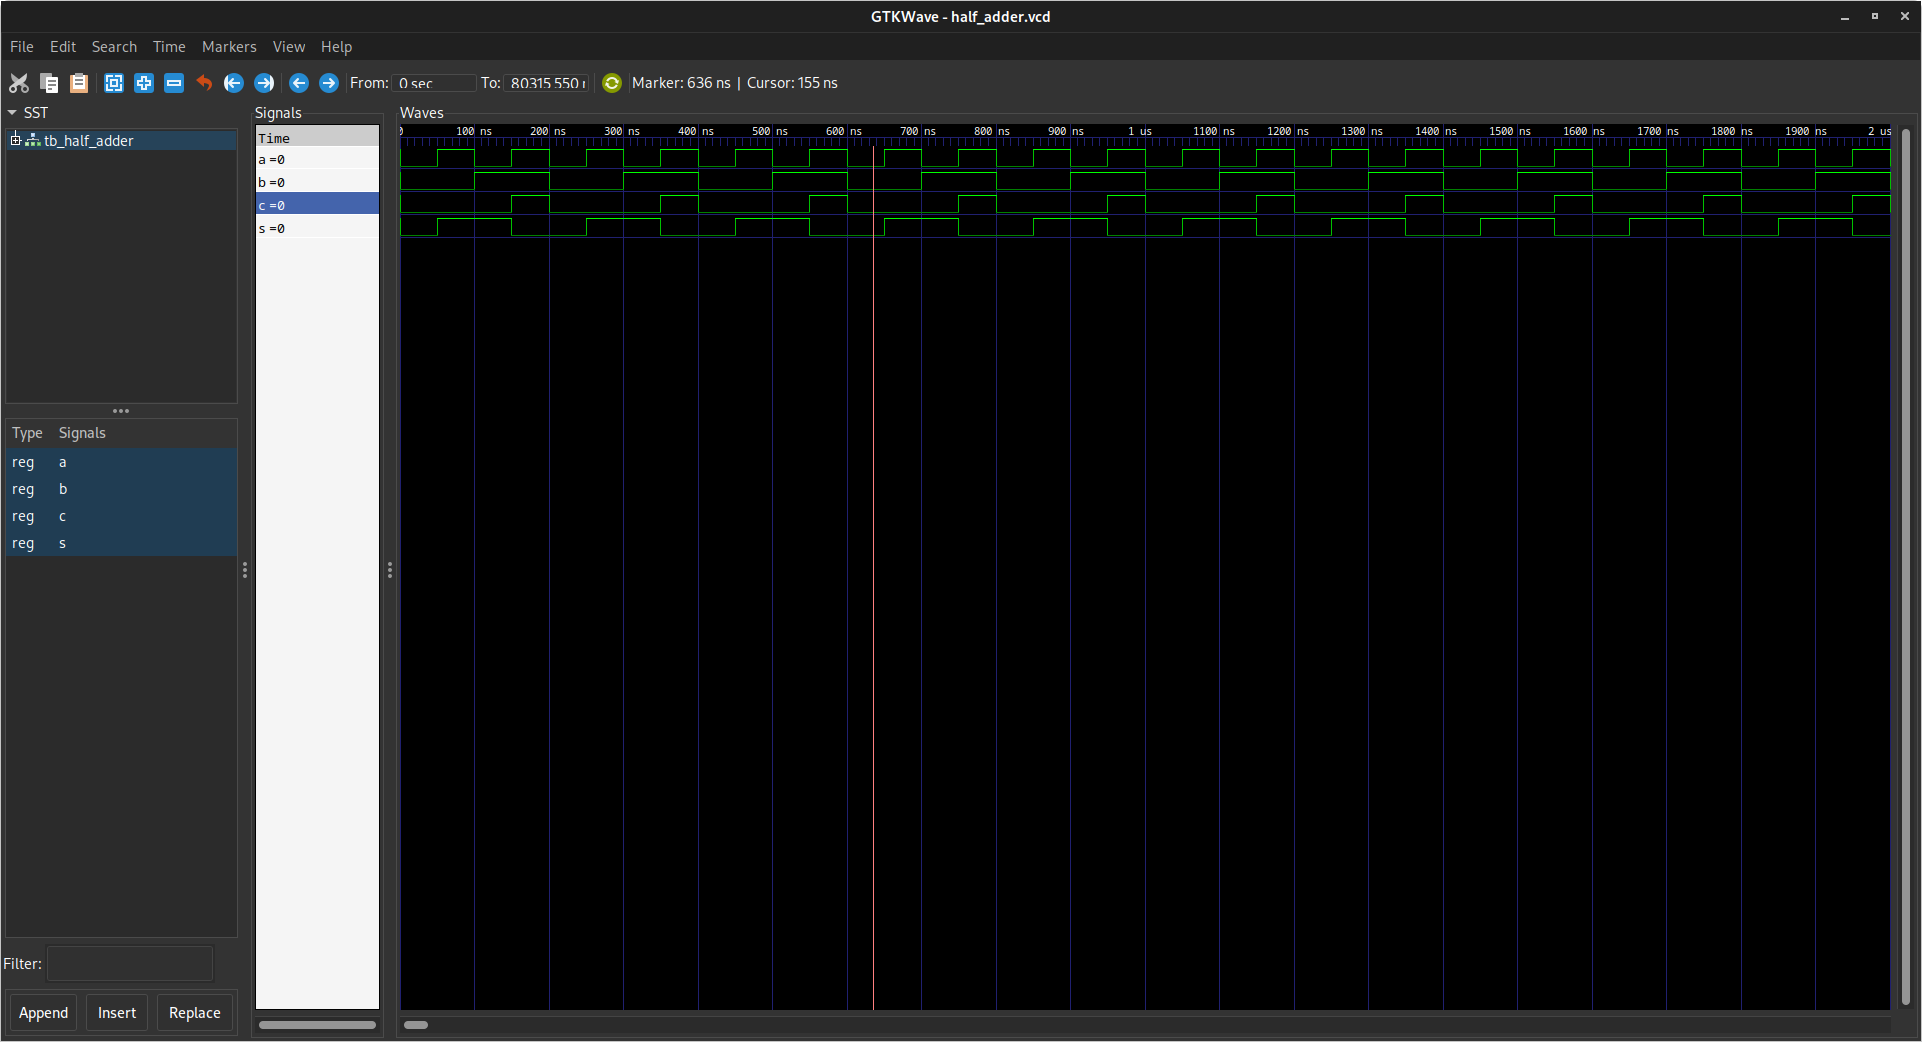 GTKWave - half_adder.vcd
File Edit Search Time Markers View Help
From: 0 sec To: 80315 550 Marker: 636 ns | Cursor: 155 ns
SST
tb_half_adder
Type Signals
reg a
reg b
reg c
reg s
Filter:
Append Insert Replace
Signals
Time
a =0
b =0
c =0
s =0
Waves
0 100 ns 200 ns 300 ns 400 ns 500 ns 600 ns 700 ns 800 ns 900 ns 1 us 1100 ns 1200 ns 1300 ns 1400 ns 1500 ns 1600 ns 1700 ns 1800 ns 1900 ns 2 us